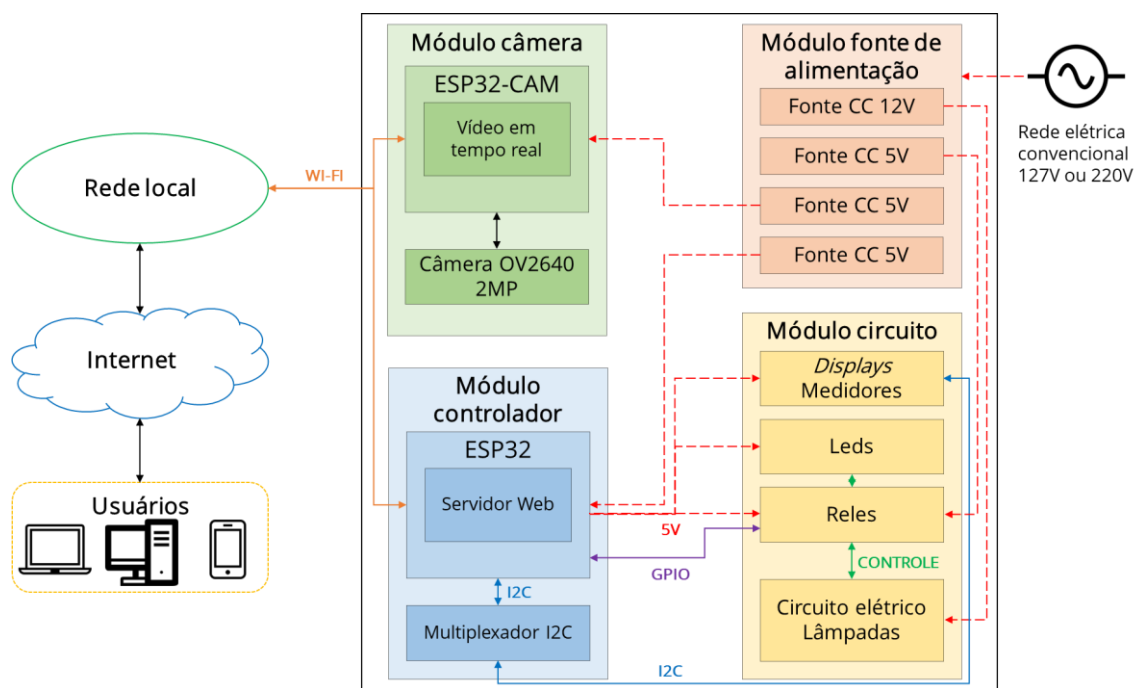 Módulo câmera
ESP32-CAM
Vídeo em
tempo real
Câmera OV2640
2MP
Módulo fonte de
alimentação
Fonte CC 12V
Fonte CC 5V
Fonte CC 5V
Fonte CC 5V
Rede elétrica
convencional
127V ou 220V
WI-FI
Rede local
Internet
Usuários
Módulo
controlador
ESP32
Servidor Web
I2C
Multiplexador I2C
5V
GPIO
I2C
Módulo circuito
Displays
Medidores
Leds
Reles
CONTROLE
Circuito elétrico
Lâmpadas